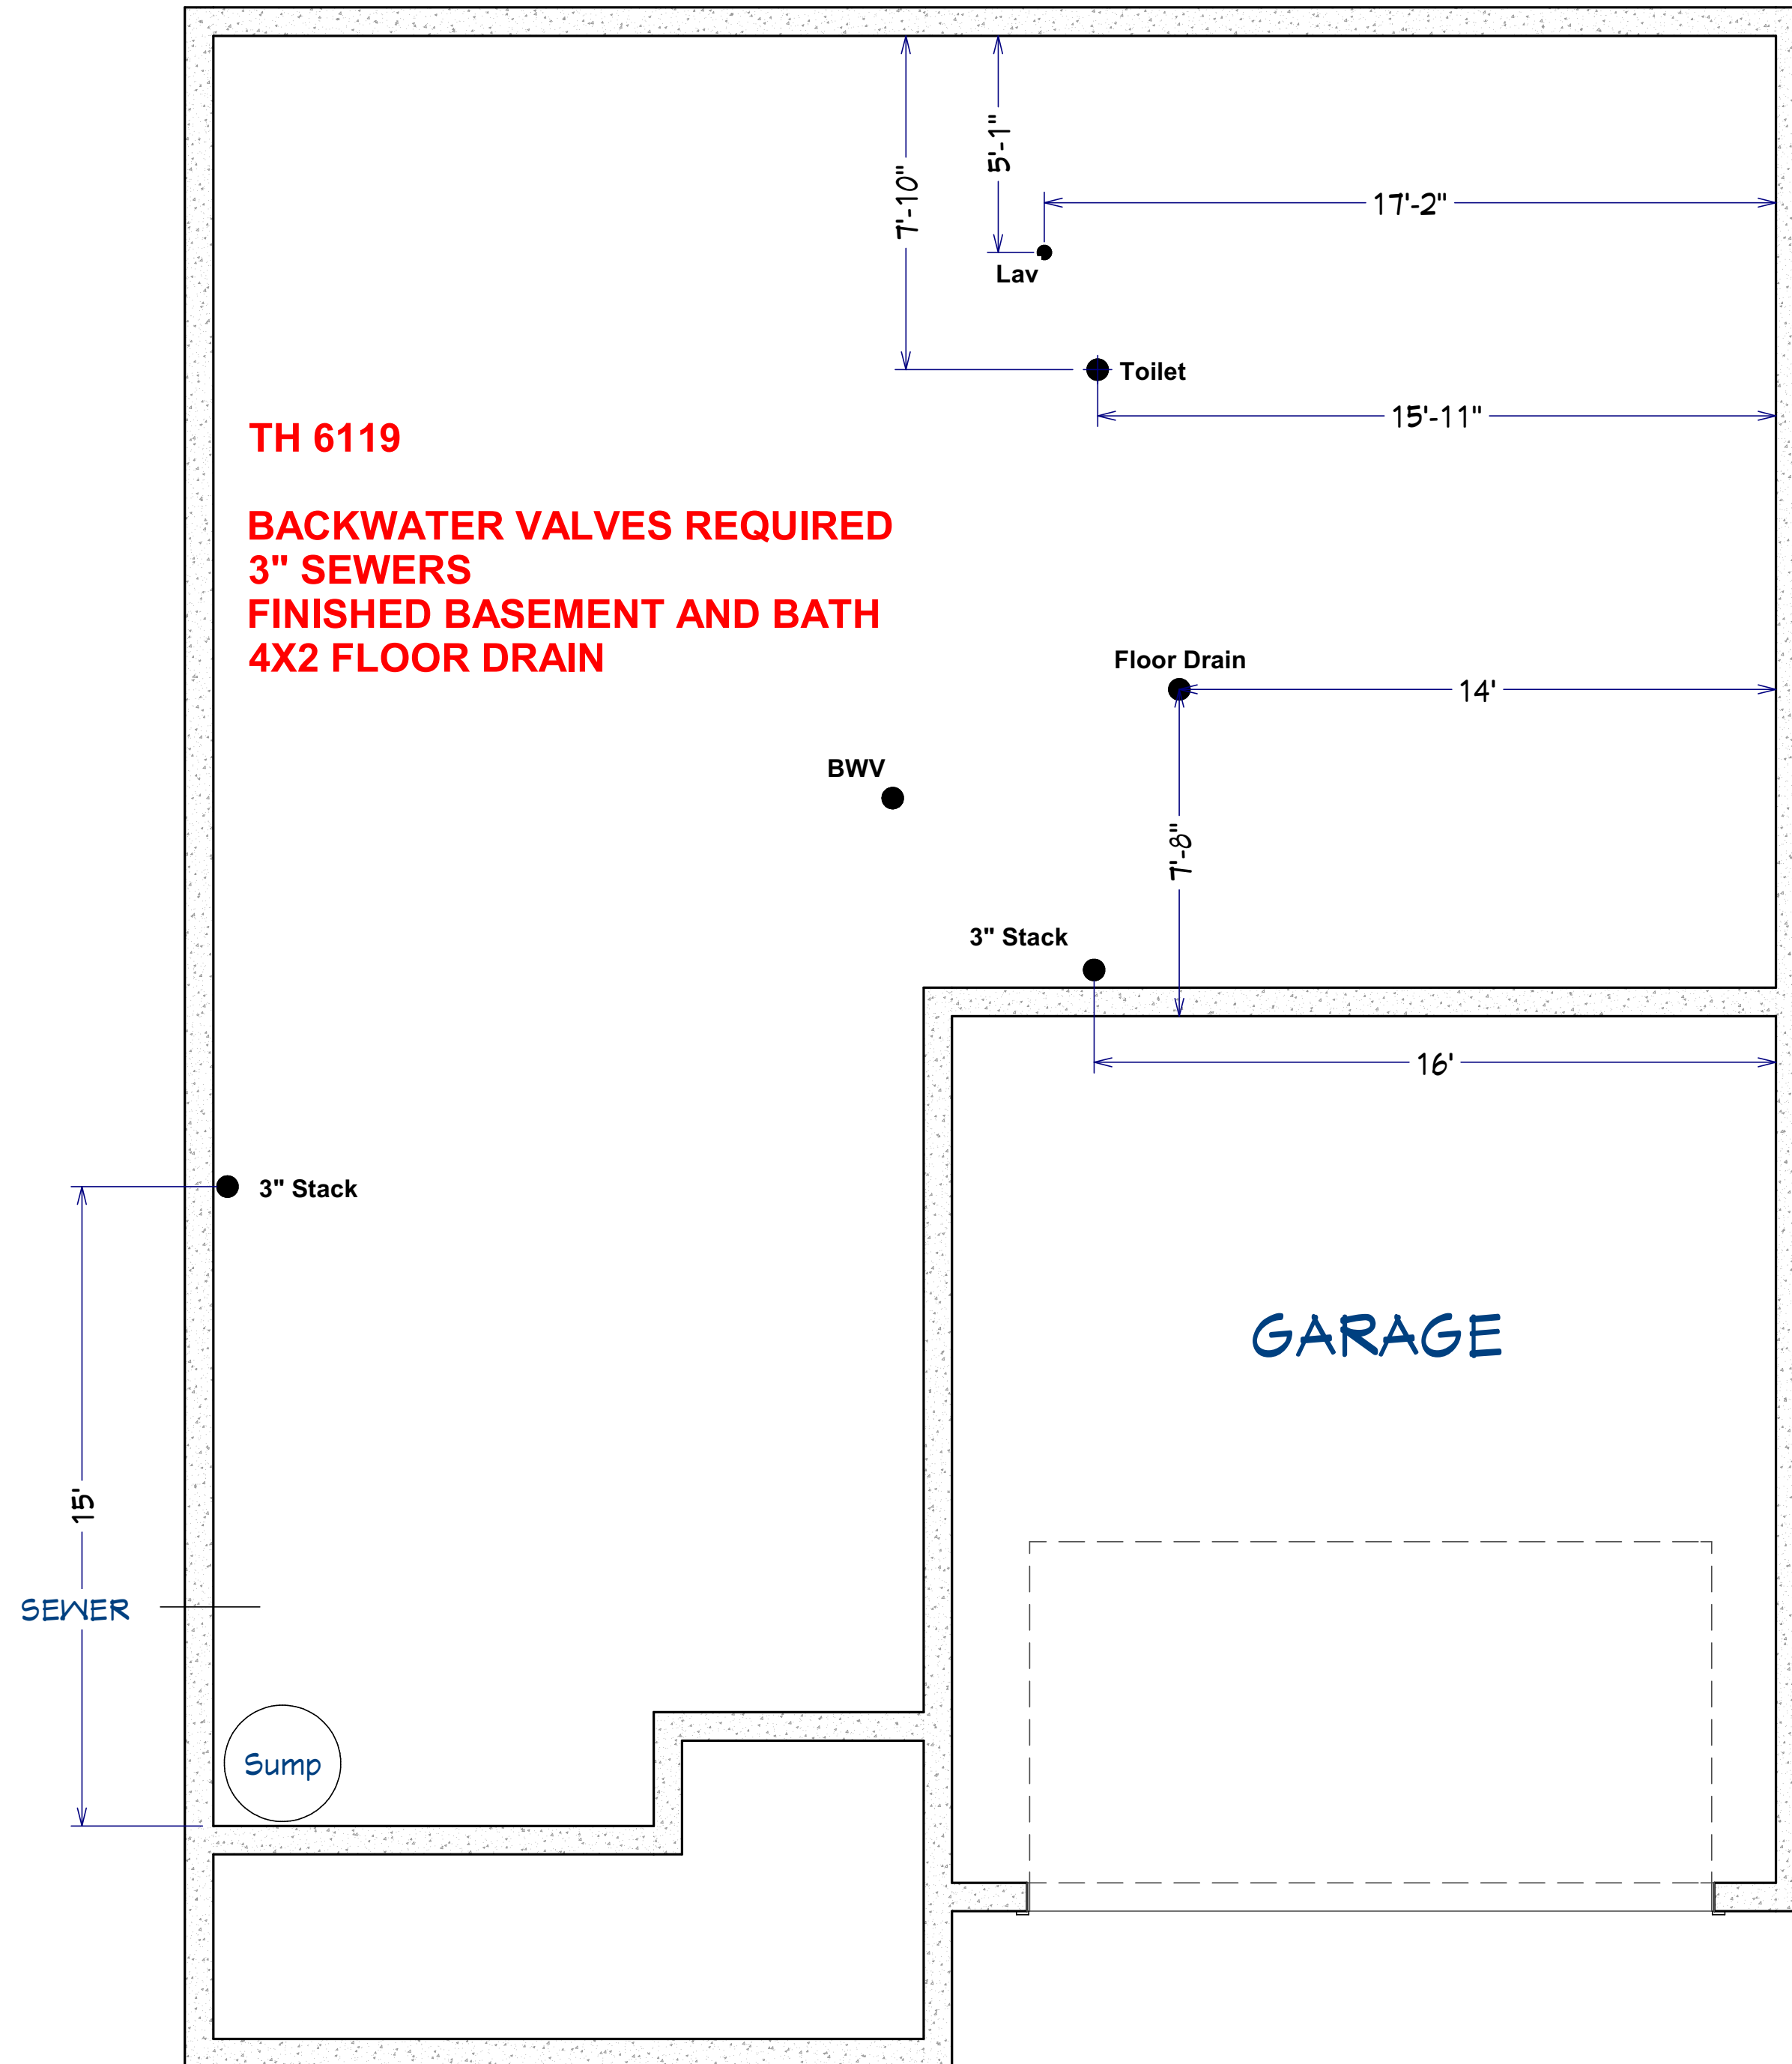 5'-1"
7'-10"
17'-2"
Lav
Toilet
15'-11"
TH 6119
BACKWATER VALVES REQUIRED
3" SEWERS
FINISHED BASEMENT AND BATH
4X2 FLOOR DRAIN
Floor Drain
14'
BWV
7'-8"
3" Stack
16'
3" Stack
GARAGE
15'
SEWER
Sump